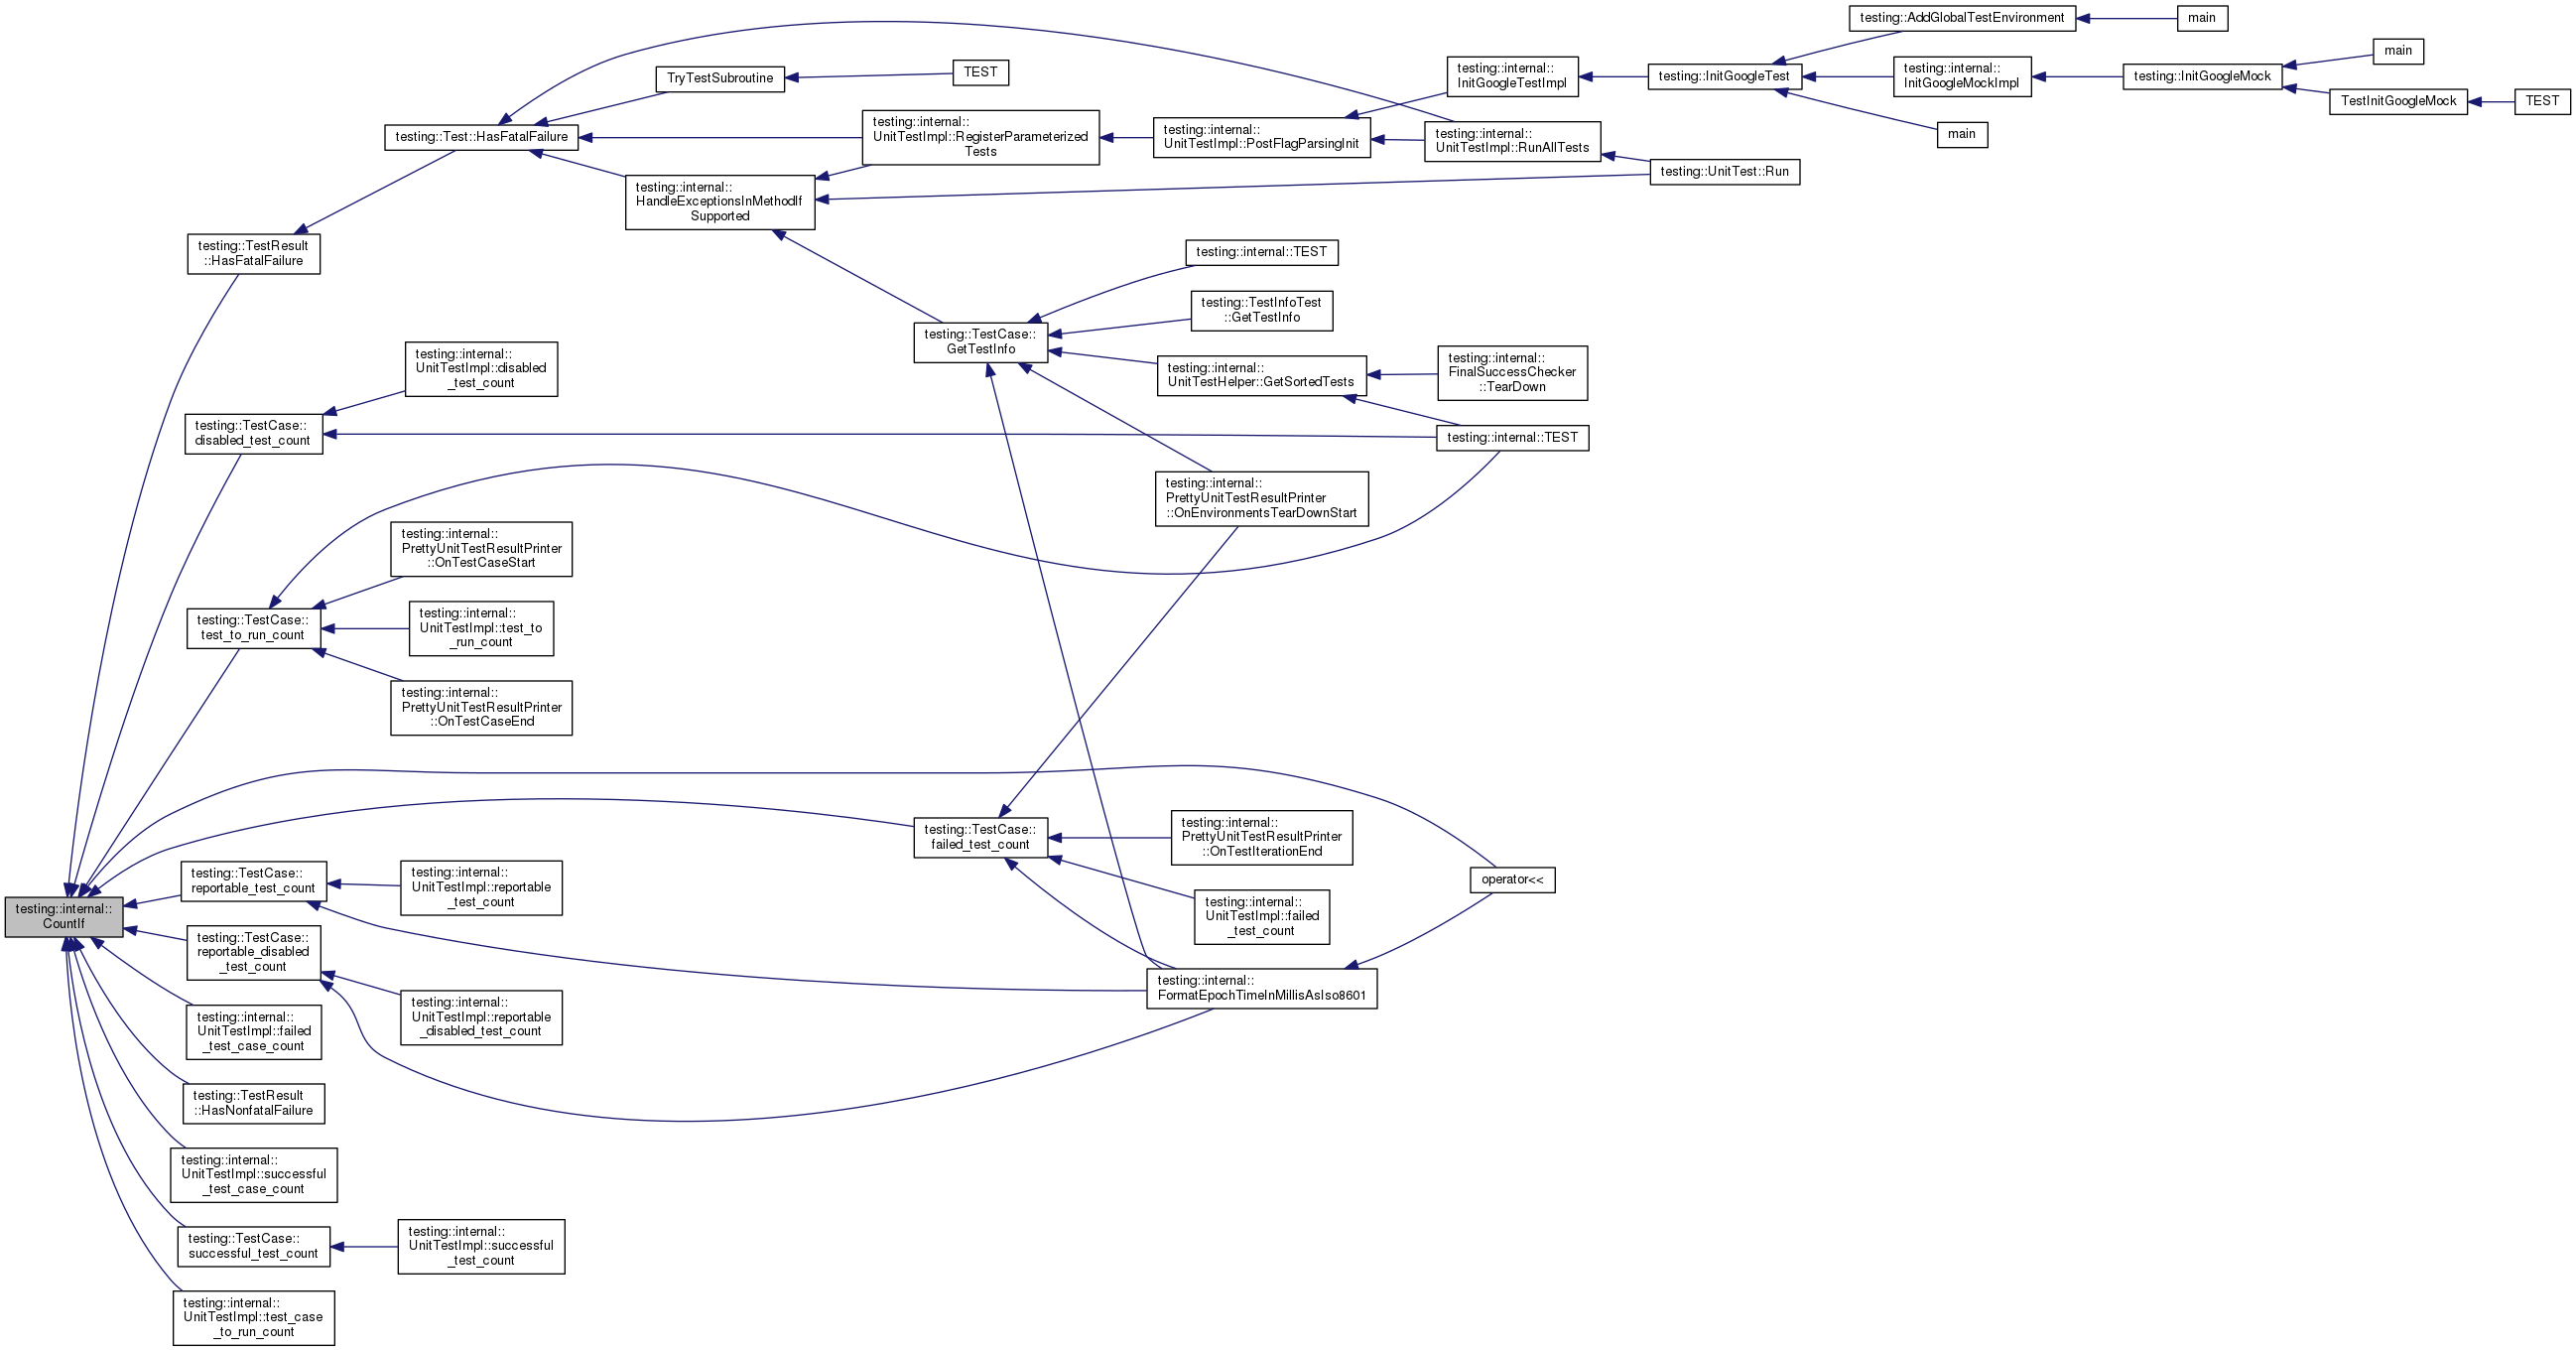 testing::AddGlobalTestEnvironment
main
testing::internal::
InitGoogleTestImpl
testing::InitGoogleTest
testing::internal::
InitGoogleMockImpl
testing::InitGoogleMock
main
TestInitGoogleMock
TEST
main
TryTestSubroutine
TEST
testing::Test::HasFatalFailure
testing::internal::
UnitTestImpl::RegisterParameterized
Tests
testing::internal::
UnitTestImpl::PostFlagParsingInit
testing::internal::
UnitTestImpl::RunAllTests
testing::UnitTest::Run
testing::internal::
HandleExceptionsInMethodIf
Supported
testing::TestResult
::HasFatalFailure
testing::internal::TEST
testing::TestInfoTest
::GetTestInfo
testing::TestCase::
GetTestInfo
testing::internal::
UnitTestHelper::GetSortedTests
testing::internal::
FinalSuccessChecker
::TearDown
testing::internal::
UnitTestImpl::disabled
_test_count
testing::TestCase::
disabled_test_count
testing::internal::TEST
testing::internal::
PrettyUnitTestResultPrinter
::OnEnvironmentsTearDownStart
testing::internal::
PrettyUnitTestResultPrinter
::OnTestCaseStart
testing::TestCase::
test_to_run_count
testing::internal::
UnitTestImpl::test_to
_run_count
testing::internal::
PrettyUnitTestResultPrinter
::OnTestCaseEnd
testing::TestCase::
failed_test_count
testing::internal::
PrettyUnitTestResultPrinter
::OnTestIterationEnd
testing::internal::
UnitTestImpl::failed
_test_count
operator<<
testing::TestCase::
reportable_test_count
testing::internal::
UnitTestImpl::reportable
_test_count
testing::internal::
CountIf
testing::TestCase::
reportable_disabled
_test_count
testing::internal::
FormatEpochTimeInMillisAsIso8601
testing::internal::
UnitTestImpl::reportable
_disabled_test_count
testing::internal::
UnitTestImpl::failed
_test_case_count
testing::TestResult
::HasNonfatalFailure
testing::internal::
UnitTestImpl::successful
_test_case_count
testing::TestCase::
successful_test_count
testing::internal::
UnitTestImpl::successful
_test_count
testing::internal::
UnitTestImpl::test_case
_to_run_count